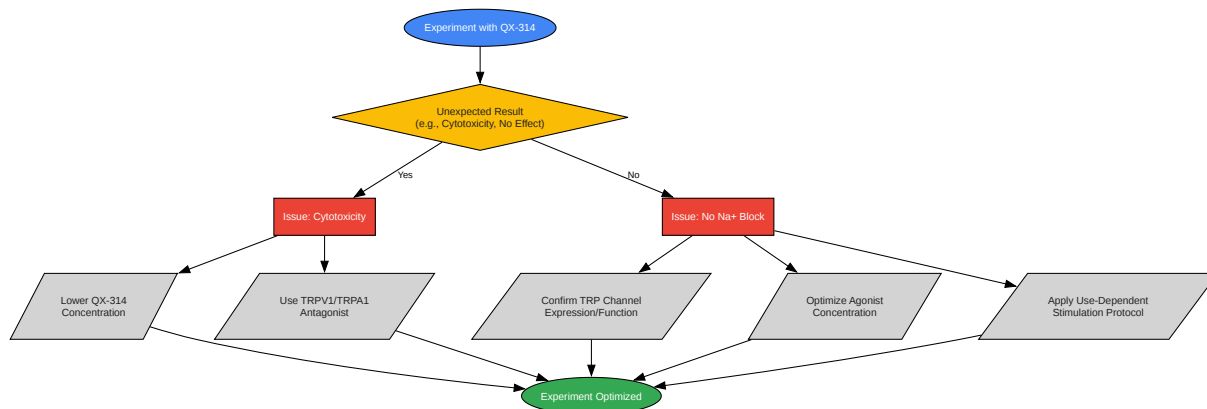 Experiment with QX-314
Unexpected Result
(e.g., Cytotoxicity, No Effect)
Yes
No
Issue: Cytotoxicity
Issue: No Na+ Block
Lower QX-314
Concentration
Use TRPV1/TRPA1
Antagonist
Confirm TRP Channel
Expression/Function
Optimize Agonist
Concentration
Apply Use-Dependent
Stimulation Protocol
Experiment Optimized